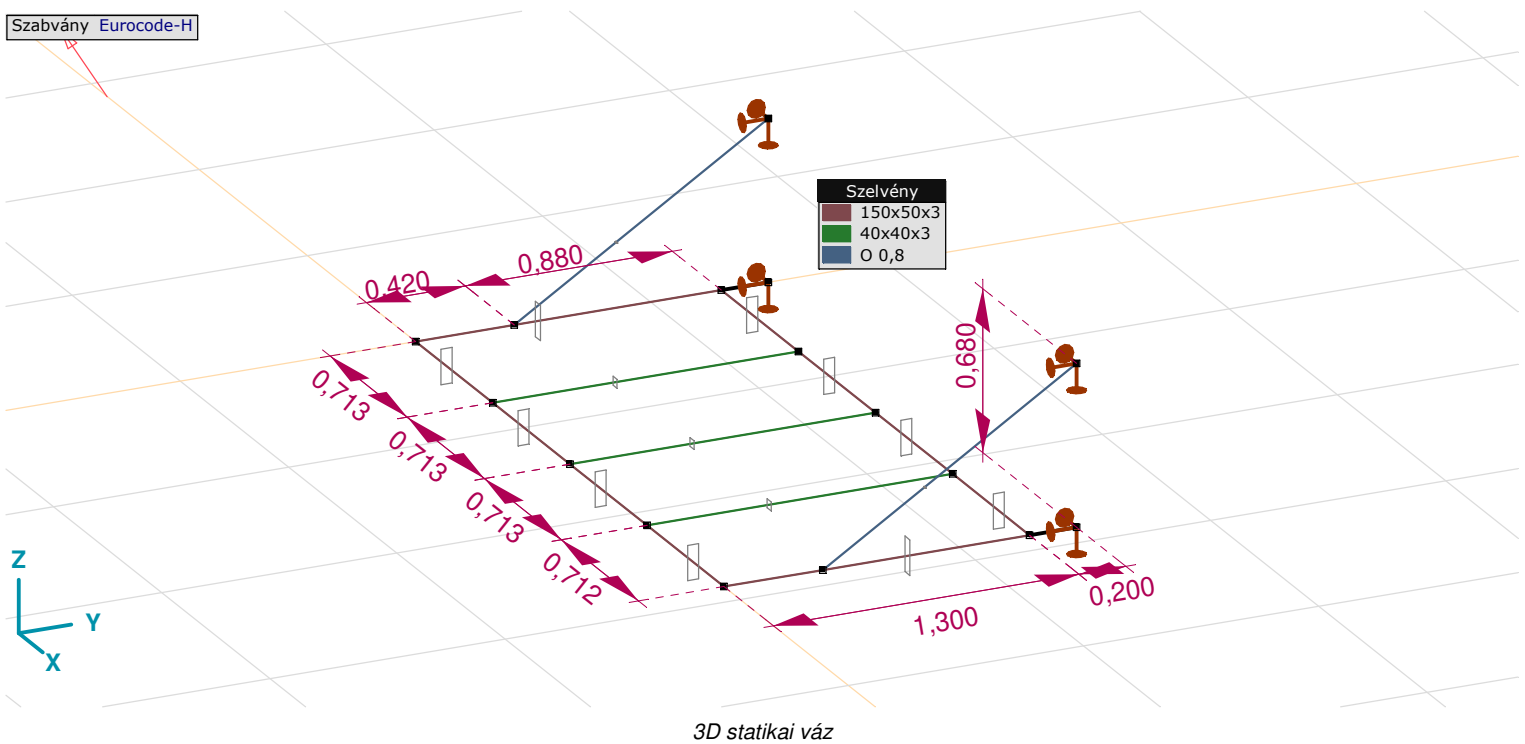 Szabvány Eurocode-H
Szelvény
150x50x3
40x40x3
O 0,8
0,420
0,880
0,680
0,713
0,713
0,713
0,712
1,300
0,200
Z
Y
X
3D statikai váz